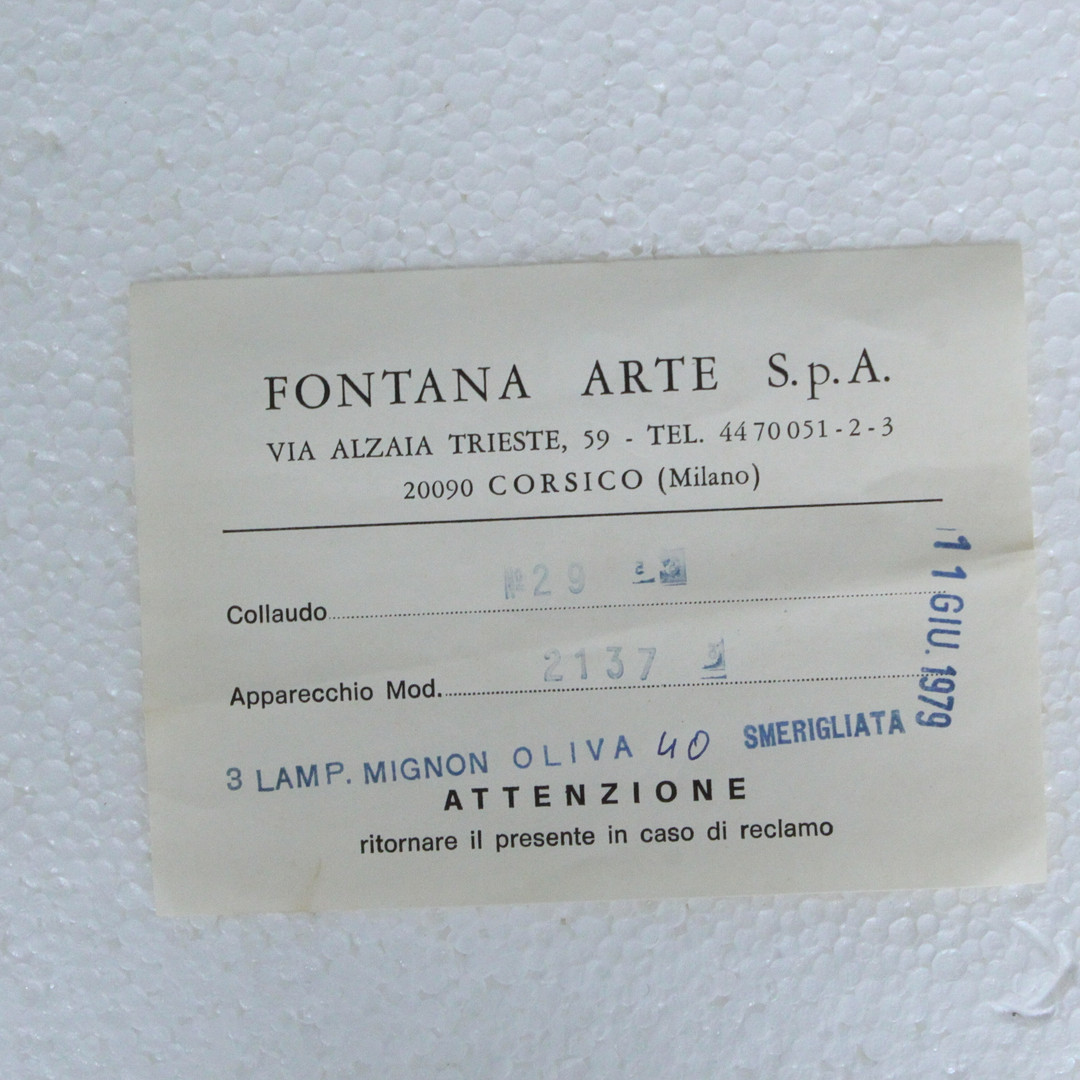 FONTANA ARTE S.p.A.
VIA ALZAIA TRIESTE, 59 - TEL. 4470051-2-3
20090 CORSICO (Milano)
Collaudo 29
Apparecchio Mod. 2137
11 GIU. 1979
3 LAMP. MIGNON OLIVA 40 SMERIGLIATA
ATTENZIONE
ritornare il presente in caso di reclamo